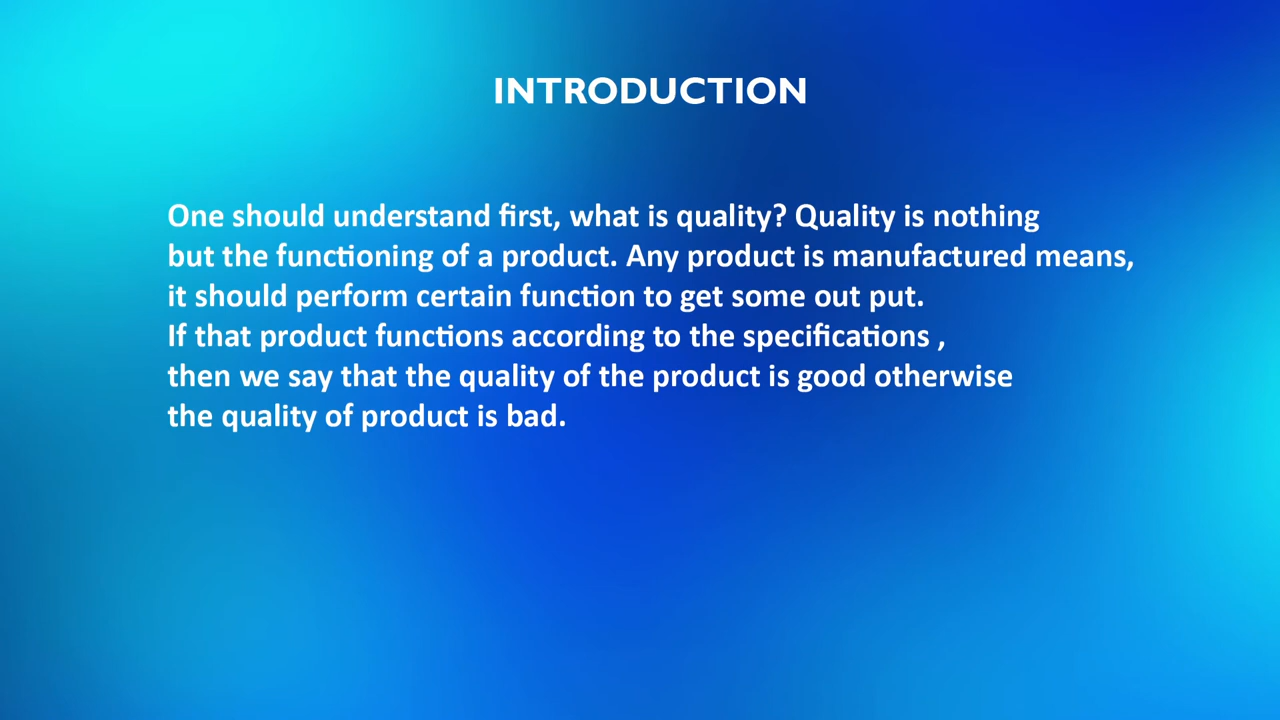 INTRODUCTION
One should understand first, what is quality? Quality is nothing
but the functioning of a product. Any product is manufactured means,
it should perform certain function to get some out put.
If that product functions according to the specifications ,
then we say that the quality of the product is good otherwise
the quality of product is bad.